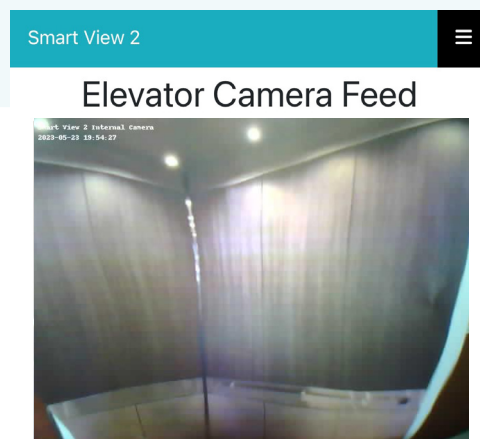 Smart View 2
Elevator Camera Feed
Smart View 2 Internal Camera
2023-05-23 19:54:27